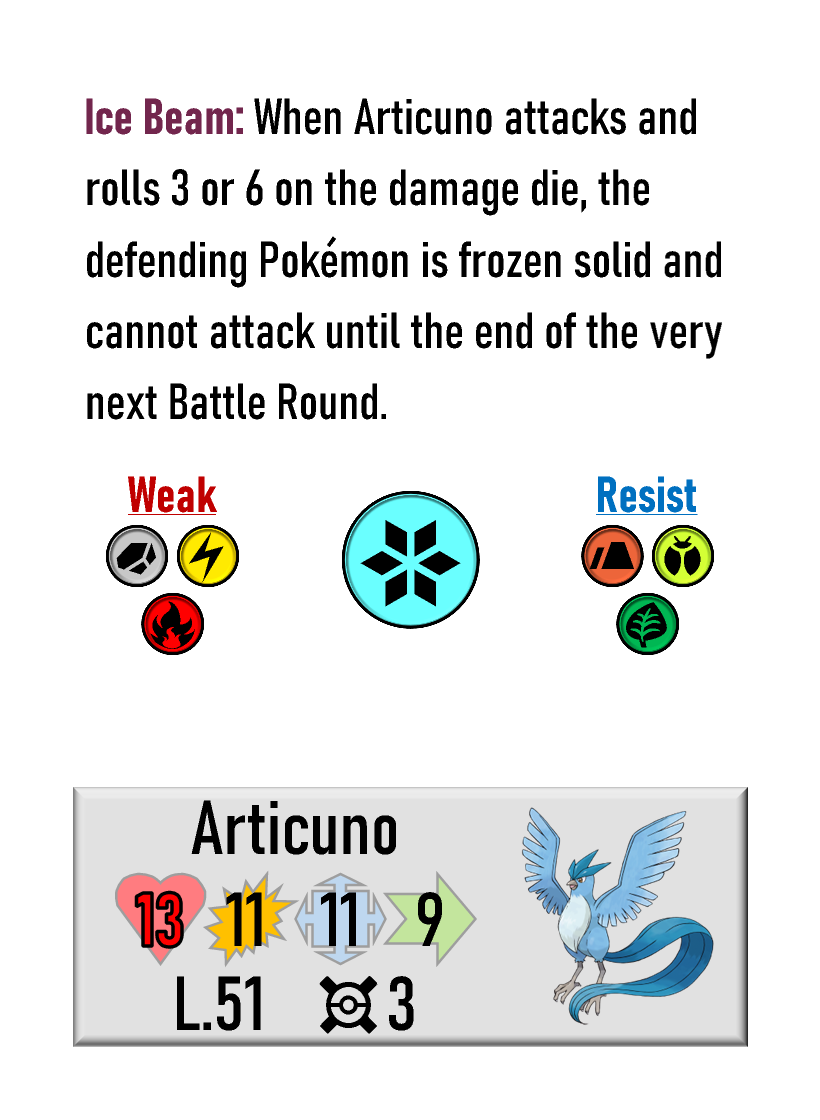 Ice Beam: When Articuno attacks and
rolls 3 or 6 on the damage die, the
defending Pokémon is frozen solid and
cannot attack until the end of the very
next Battle Round.
Weak
Resist
Articuno
13 11 11 9
L.51 3